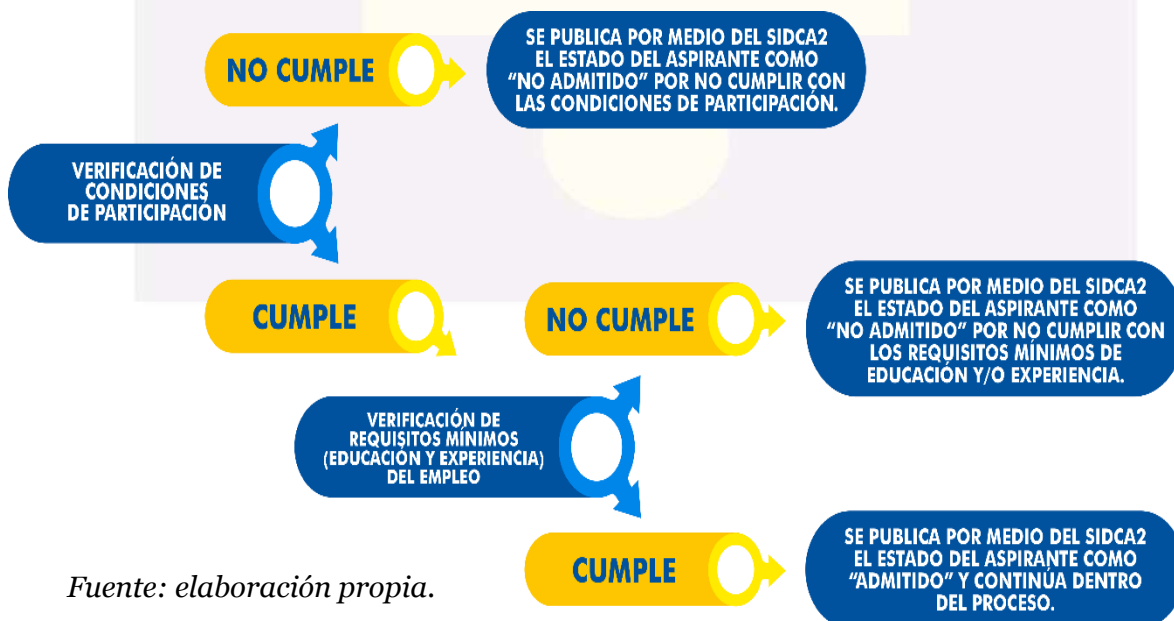 NO CUMPLE
SE PUBLICA POR MEDIO DEL SIDCA2
EL ESTADO DEL ASPIRANTE COMO
“NO ADMITIDO” POR NO CUMPLIR CON
LAS CONDICIONES DE PARTICIPACIÓN.
VERIFICACIÓN DE
CONDICIONES
DE PARTICIPACIÓN
CUMPLE
NO CUMPLE
SE PUBLICA POR MEDIO DEL SIDCA2
EL ESTADO DEL ASPIRANTE COMO
“NO ADMITIDO” POR NO CUMPLIR CON
LOS REQUISITOS MÍNIMOS DE
EDUCACIÓN Y/O EXPERIENCIA.
VERIFICACIÓN DE
REQUISITOS MÍNIMOS
(EDUCACIÓN Y EXPERIENCIA)
DEL EMPLEO
CUMPLE
SE PUBLICA POR MEDIO DEL SIDCA2
EL ESTADO DEL ASPIRANTE COMO
“ADMITIDO” Y CONTINÚA DENTRO
DEL PROCESO.
Fuente: elaboración propia.